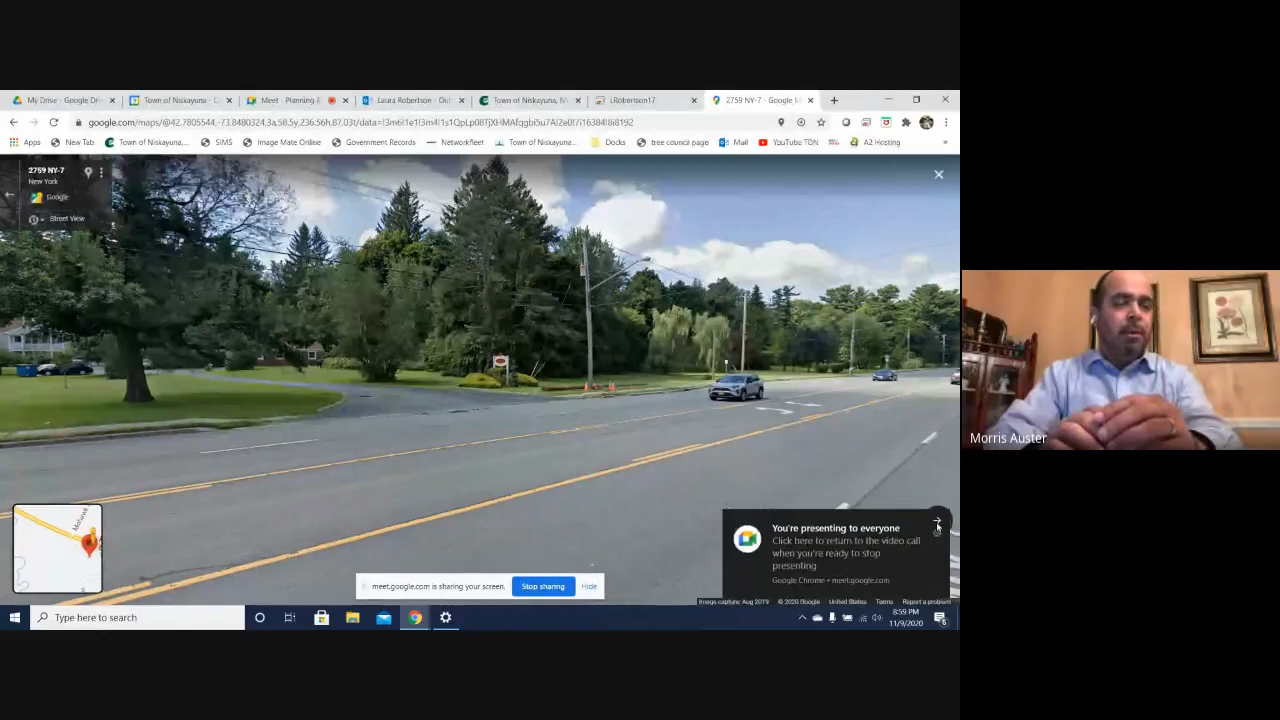 My Drive - Google Dr
Town of Niskayuna -
Meet - Planning B
Laura Robertson - Ou
Town of Niskayuna, N
LRobertson17
2759 NY-7 - Google M
google.com/maps/@42.7805544,-73.8480324,3a,58.5y,236.56h,87.03t/data=
Apps
New Tab
Town of Niskayuna,...
SIMS
Image Mate Online
Government Records
Networkfleet
Town of Niskayuna...
Docks
tree council page
Mail
YouTube TON
A2 Hosting
»
2759 NY-7
New York
Google
Street View
Mohawk
You're presenting to everyone
Click here to return to the video call
when you're ready to stop
presenting
Google Chrome • meet.google.com
meet.google.com is sharing your screen.
Stop sharing
Hide
Image capture: Aug 2019
© 2020 Google
United States
Terms
Report a problem
Type here to search
8:59 PM
11/9/2020
6
Morris Auster